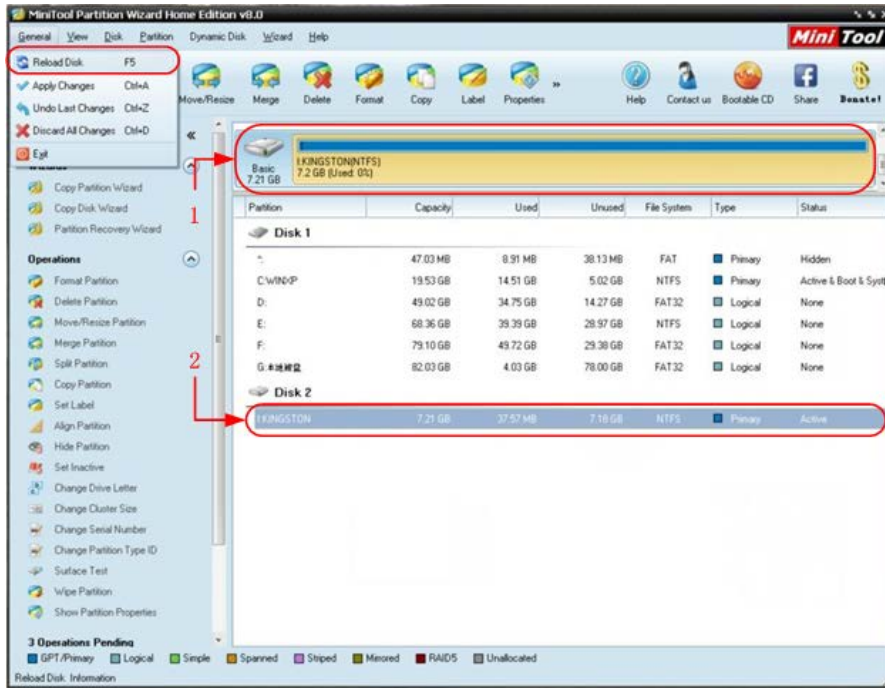 MiniTool Partition Wizard Home Edition v8.0
General View Disk Partition Dynamic Disk Wizard Help
Mini Tool
Reload Disk F5
Apply Changes Ctrl+A
Undo Last Changes Ctrl+Z
Discard All Changes Ctrl+D
Exit
Move/Resize Merge Delete Format Copy Label Properties » Help Contact us Bootable CD Share Donate!
«
Basic
7.21 GB
I:KINGSTON(NTFS)
7.2 GB (Used: 0%)
1
Copy Partition Wizard
Copy Disk Wizard
Partition Recovery Wizard
Operations
Format Partition
Delete Partition
Move/Resize Partition
Merge Partition
Split Partition
Copy Partition
Set Label
Align Partition
Hide Partition
Set Inactive
Change Drive Letter
Change Cluster Size
Change Serial Number
Change Partition Type ID
Surface Test
Wipe Partition
Show Partition Properties
3 Operations Pending
2
Partition Capacity Used Unused File System Type Status
Disk 1
*: 47.03 MB 8.91 MB 38.13 MB FAT Primary Hidden
C:WINXP 19.53 GB 14.51 GB 5.02 GB NTFS Primary Active & Boot & Syst
D: 49.02 GB 34.75 GB 14.27 GB FAT32 Logical None
E: 68.36 GB 39.39 GB 28.97 GB NTFS Logical None
F: 79.10 GB 49.72 GB 29.38 GB FAT32 Logical None
G:本地磁盘 82.03 GB 4.03 GB 78.00 GB FAT32 Logical None
Disk 2
I:KINGSTON 7.21 GB 37.57 MB 7.18 GB NTFS Primary Active
GPT/Primary Logical Simple Spanned Striped Mirrored RAID5 Unallocated
Reload Disk Information